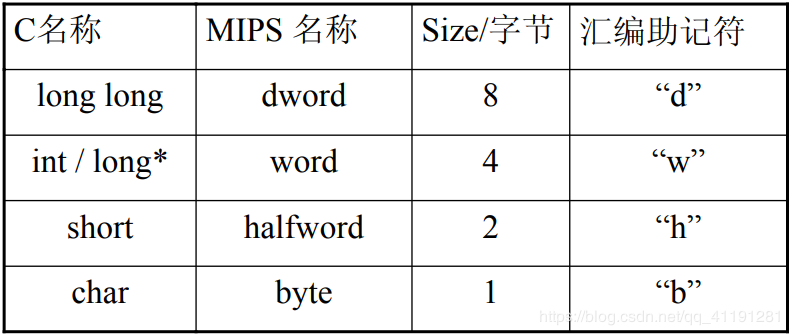 C名称 MIPS 名称 Size/字节 汇编助记符
long long dword 8 “d”
int / long* word 4 “w”
short halfword 2 “h”
char byte 1 “b”
https://blog.csdn.net/qq_41191281